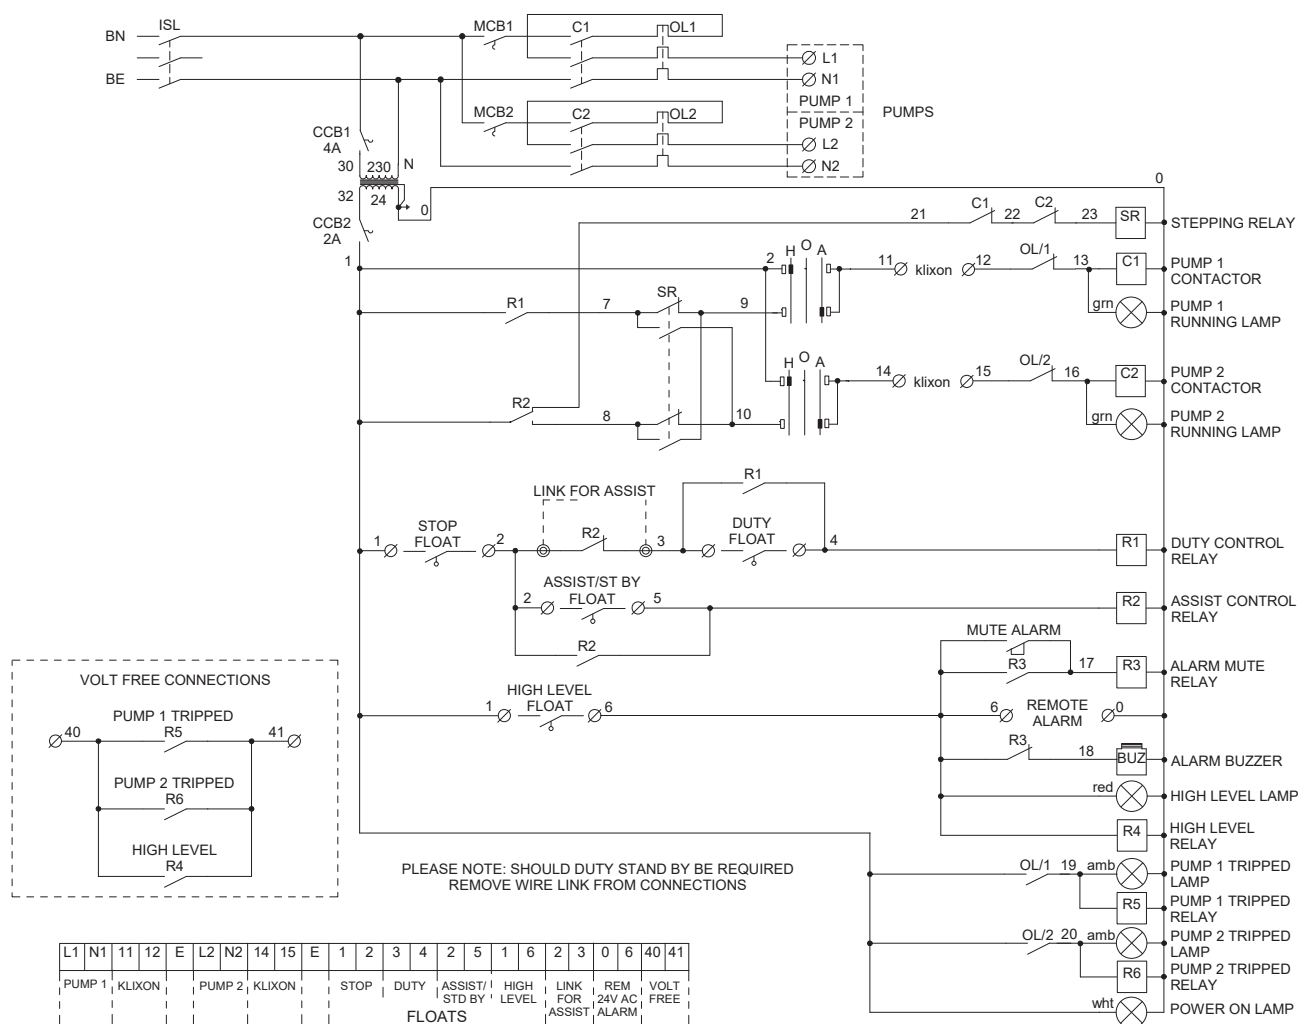 BN
ISL
MCB1
C1
OL1
L1
BE
N1
PUMP 1
PUMPS
MCB2
C2
OL2
PUMP 2
L2
N2
CCB1
4A
30
230
N
32
24
0
0
CCB2
2A
21
C1
22
C2
23
SR
STEPPING RELAY
1
2
H
O
A
11
klixon
12
OL/1
13
C1
PUMP 1
CONTACTOR
R1
7
SR
9
grn
PUMP 1
RUNNING LAMP
H
O
A
14
klixon
15
OL/2
16
C2
PUMP 2
CONTACTOR
R2
8
10
grn
PUMP 2
RUNNING LAMP
LINK FOR ASSIST
R1
1
STOP
FLOAT
2
R2
3
DUTY
FLOAT
4
R1
DUTY CONTROL
RELAY
ASSIST/ST BY
FLOAT
2
5
R2
ASSIST CONTROL
RELAY
R2
MUTE ALARM
R3
17
R3
ALARM MUTE
RELAY
HIGH LEVEL
FLOAT
1
6
6
REMOTE
ALARM
0
R3
18
BUZ
ALARM BUZZER
red
HIGH LEVEL LAMP
R4
HIGH LEVEL
RELAY
VOLT FREE CONNECTIONS
PUMP 1 TRIPPED
40
R5
41
PUMP 2 TRIPPED
R6
HIGH LEVEL
R4
PLEASE NOTE: SHOULD DUTY STAND BY BE REQUIRED
REMOVE WIRE LINK FROM CONNECTIONS
OL/1
19
amb
PUMP 1 TRIPPED
LAMP
R5
PUMP 1 TRIPPED
RELAY
OL/2
20
amb
PUMP 2 TRIPPED
LAMP
R6
PUMP 2 TRIPPED
RELAY
wht
POWER ON LAMP
L1 N1 11 12 E L2 N2 14 15 E 1 2 3 4 2 5 1 6 2 3 0 6 40 41
PUMP 1 KLIXON PUMP 2 KLIXON STOP DUTY ASSIST/ HIGH LINK REM VOLT
STD BY LEVEL FOR 24V AC FREE
ASSIST ALARM
FLOATS